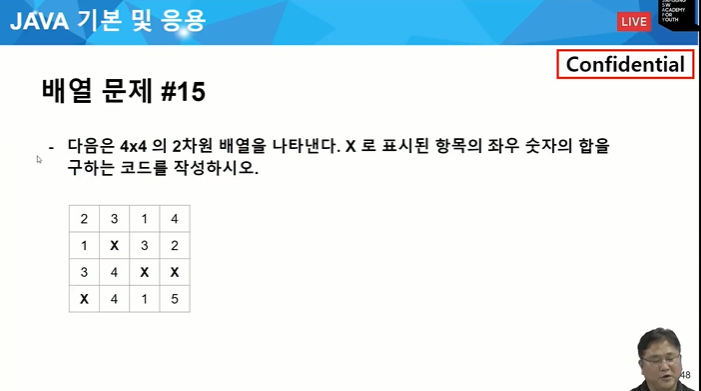 JAVA 기본 및 응용
LIVE
SW
ACADEMY
FOR
YOUTH
Confidential
배열 문제 #15
- 다음은 4x4 의 2차원 배열을 나타낸다. X 로 표시된 항목의 좌우 숫자의 합을
구하는 코드를 작성하시오.
2 3 1 4
1 X 3 2
3 4 X X
X 4 1 5
48